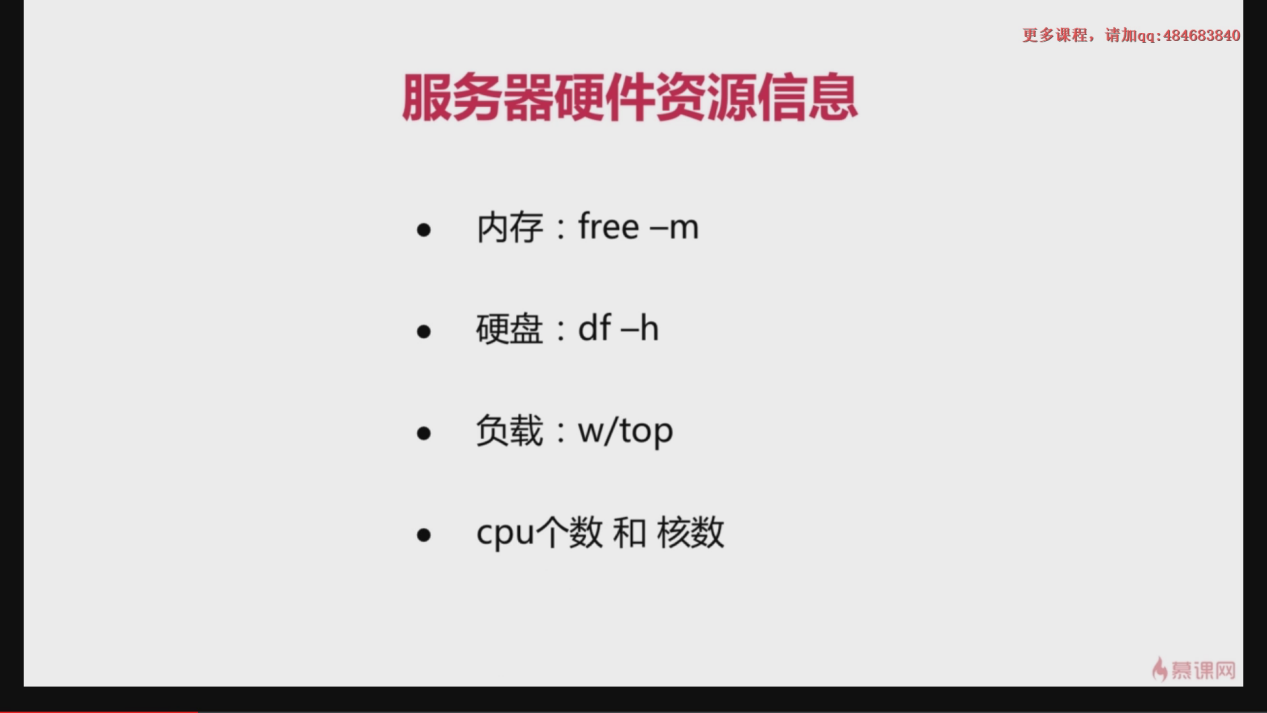 更多课程，请加qq:484683840
服务器硬件资源信息
● 内存：free –m
● 硬盘：df –h
● 负载：w/top
● cpu个数 和 核数
慕课网